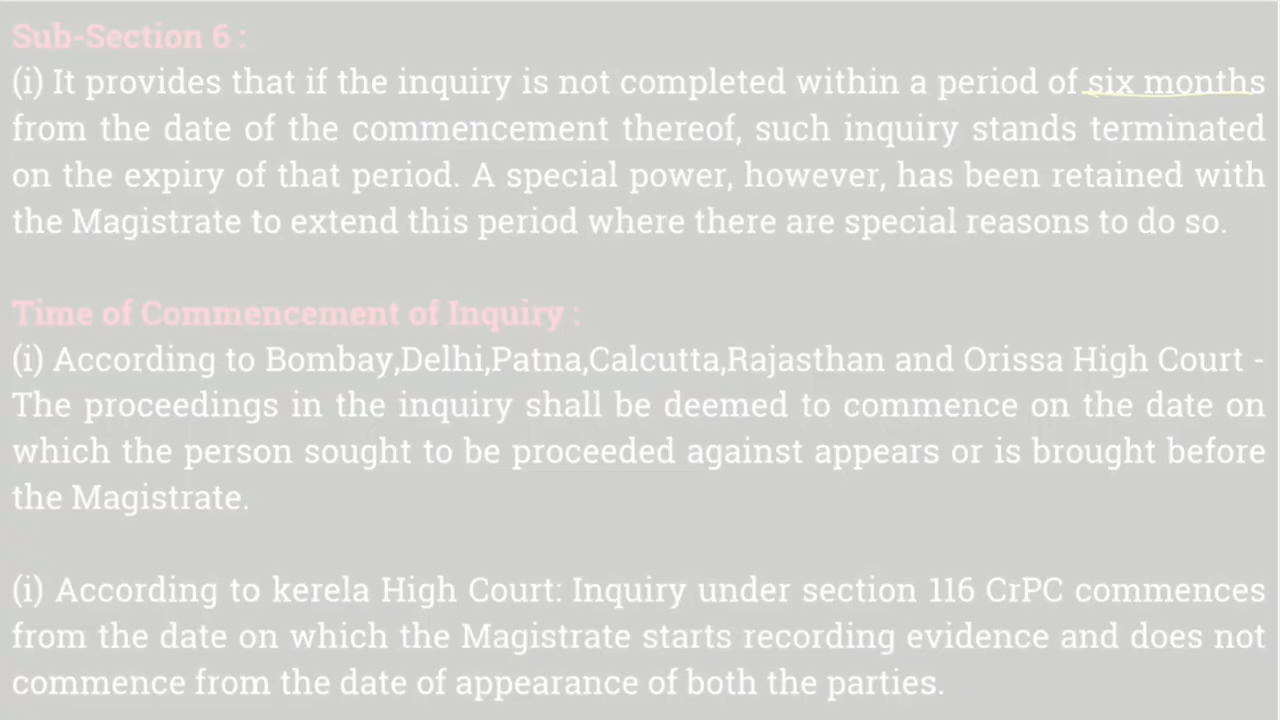 Sub-Section 6 :
(i) It provides that if the inquiry is not completed within a period of six months
from the date of the commencement thereof, such inquiry stands terminated
on the expiry of that period. A special power, however, has been retained with
the Magistrate to extend this period where there are special reasons to do so.
Time of Commencement of Inquiry :
(i) According to Bombay,Delhi,Patna,Calcutta,Rajasthan and Orissa High Court -
The proceedings in the inquiry shall be deemed to commence on the date on
which the person sought to be proceeded against appears or is brought before
the Magistrate.
(i) According to kerela High Court: Inquiry under section 116 CrPC commences
from the date on which the Magistrate starts recording evidence and does not
commence from the date of appearance of both the parties.